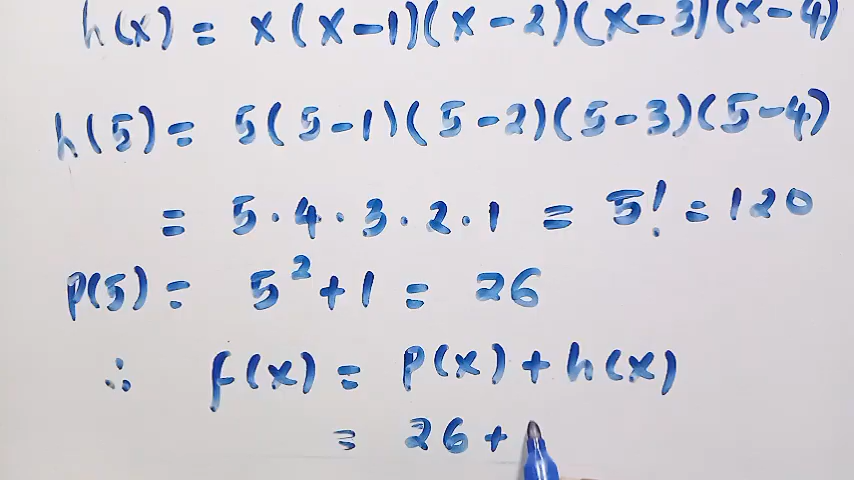 h(x) = x(x-1)(x-2)(x-3)(x-4)
h(5) = 5(5-1)(5-2)(5-3)(5-4)
= 5·4·3·2·1 = 5! = 120
p(5) = 5² + 1 = 26
∴ f(x) = p(x) + h(x)
= 26 +